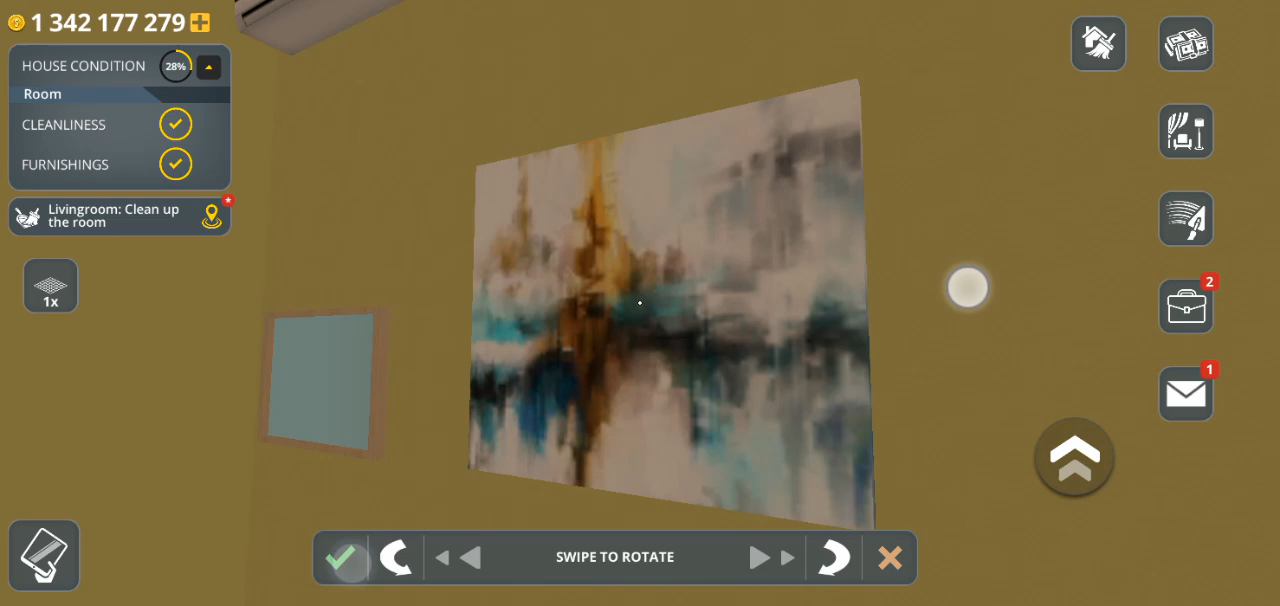 1 342 177 279
HOUSE CONDITION 28%
Room
CLEANLINESS
FURNISHINGS
Livingroom: Clean up
the room
1x
2
1
SWIPE TO ROTATE